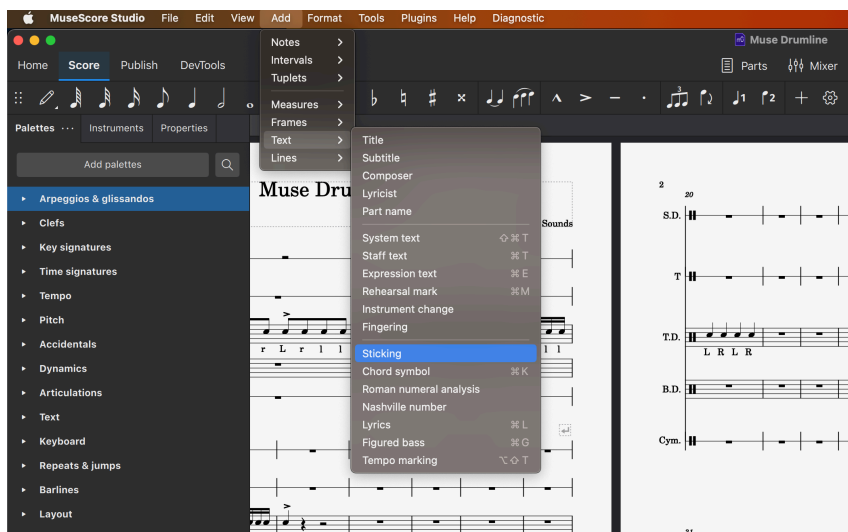 MuseScore Studio File Edit View Add Format Tools Plugins Help Diagnostic
Muse Drumline
Home Score Publish DevTools
Parts Mixer
Palettes ··· Instruments Properties
Add palettes
Arpeggios & glissandos
Clefs
Key signatures
Time signatures
Tempo
Pitch
Accidentals
Dynamics
Articulations
Text
Keyboard
Repeats & jumps
Barlines
Layout
Notes
Intervals
Tuplets
Measures
Frames
Text
Lines
Title
Subtitle
Composer
Lyricist
Part name
System text ⇧⌘T
Staff text ⌘T
Expression text ⌘E
Rehearsal mark ⌘M
Instrument change
Fingering
Sticking
Chord symbol ⌘K
Roman numeral analysis
Nashville number
Lyrics ⌘L
Figured bass ⌘G
Tempo marking ⌥⇧T
Muse Dru
Sounds
r L r l l
l l
2
20
S.D.
T
T.D.
L R L R
B.D.
Cym.